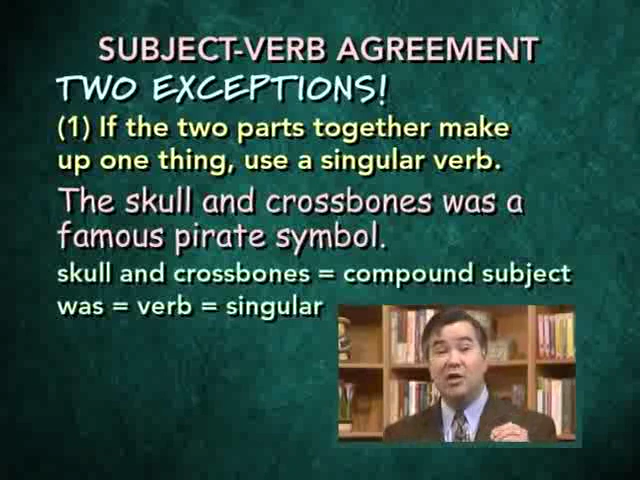 SUBJECT-VERB AGREEMENT
TWO EXCEPTIONS!
(1) If the two parts together make
up one thing, use a singular verb.
The skull and crossbones was a
famous pirate symbol.
skull and crossbones = compound subject
was = verb = singular